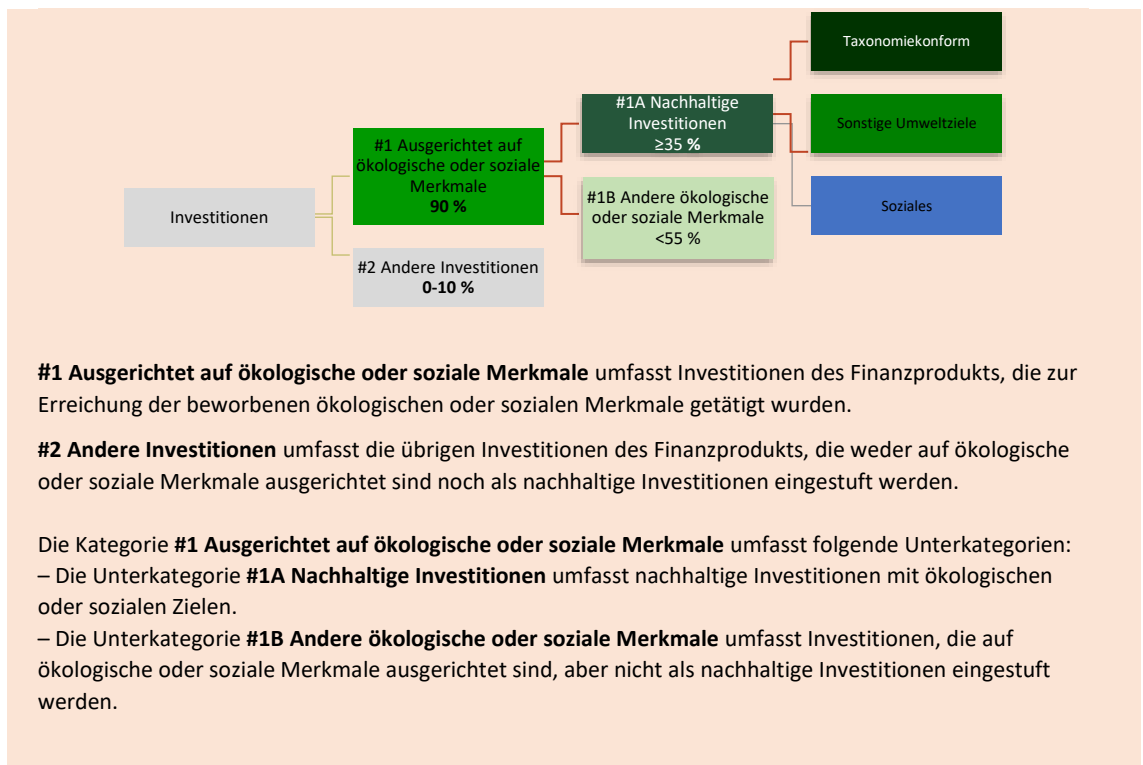 Taxonomiekonform
#1A Nachhaltige
Investitionen
≥35 %
Sonstige Umweltziele
#1 Ausgerichtet auf
ökologische oder soziale
Merkmale
90 %
#1B Andere ökologische
oder soziale Merkmale
<55 %
Soziales
Investitionen
#2 Andere Investitionen
0-10 %
#1 Ausgerichtet auf ökologische oder soziale Merkmale umfasst Investitionen des Finanzprodukts, die zur
Erreichung der beworbenen ökologischen oder sozialen Merkmale getätigt wurden.
#2 Andere Investitionen umfasst die übrigen Investitionen des Finanzprodukts, die weder auf ökologische
oder soziale Merkmale ausgerichtet sind noch als nachhaltige Investitionen eingestuft werden.
Die Kategorie #1 Ausgerichtet auf ökologische oder soziale Merkmale umfasst folgende Unterkategorien:
– Die Unterkategorie #1A Nachhaltige Investitionen umfasst nachhaltige Investitionen mit ökologischen
oder sozialen Zielen.
– Die Unterkategorie #1B Andere ökologische oder soziale Merkmale umfasst Investitionen, die auf
ökologische oder soziale Merkmale ausgerichtet sind, aber nicht als nachhaltige Investitionen eingestuft
werden.